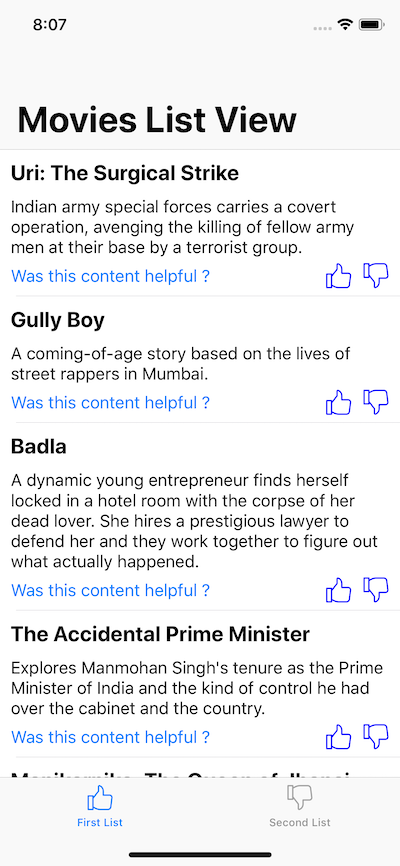 8:07
Movies List View
Uri: The Surgical Strike
Indian army special forces carries a covert
operation, avenging the killing of fellow army
men at their base by a terrorist group.
Was this content helpful ?
Gully Boy
A coming-of-age story based on the lives of
street rappers in Mumbai.
Was this content helpful ?
Badla
A dynamic young entrepreneur finds herself
locked in a hotel room with the corpse of her
dead lover. She hires a prestigious lawyer to
defend her and they work together to figure out
what actually happened.
Was this content helpful ?
The Accidental Prime Minister
Explores Manmohan Singh's tenure as the Prime
Minister of India and the kind of control he had
over the cabinet and the country.
Was this content helpful ?
Manikarnika: The Queen of Jhansi
First List
Second List